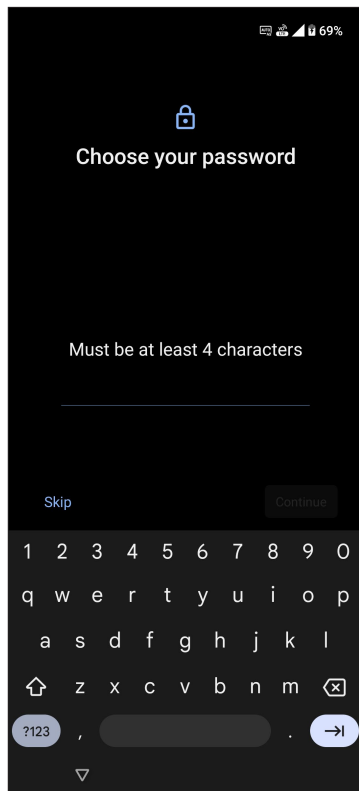 69%
Choose your password
Must be at least 4 characters
Skip
Continue
1 2 3 4 5 6 7 8 9 0
q w e r t y u i o p
a s d f g h j k l
z x c v b n m
?123 , .